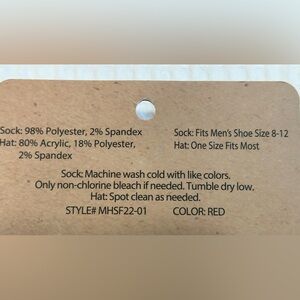 Sock: 98% Polyester, 2% Spandex
Hat: 80% Acrylic, 18% Polyester,
2% Spandex
Sock: Fits Men's Shoe Size 8-12
Hat: One Size Fits Most
Sock: Machine wash cold with like colors.
Only non-chlorine bleach if needed. Tumble dry low.
Hat: Spot clean as needed.
STYLE# MHSF22-01 COLOR: RED